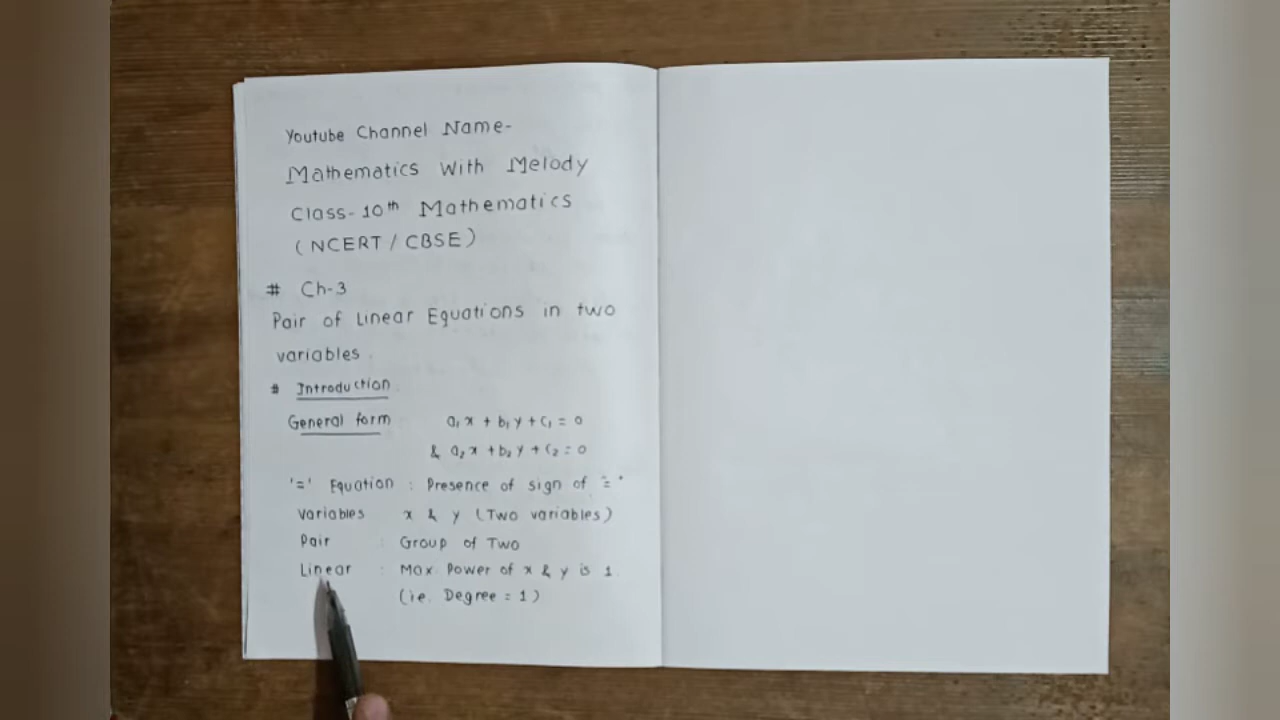 Youtube Channel Name-
Mathematics With Melody
Class-10th Mathematics
(NCERT / CBSE)
# Ch-3
Pair of Linear Equations in two
variables.
# Introduction
General form : a₁x + b₁y + c₁ = 0
& a₂x + b₂y + c₂ = 0
'=' Equation : Presence of sign of "="
Variables x & y (Two variables)
Pair : Group of Two
Linear : Max. Power of x & y is 1.
(ie. Degree = 1)